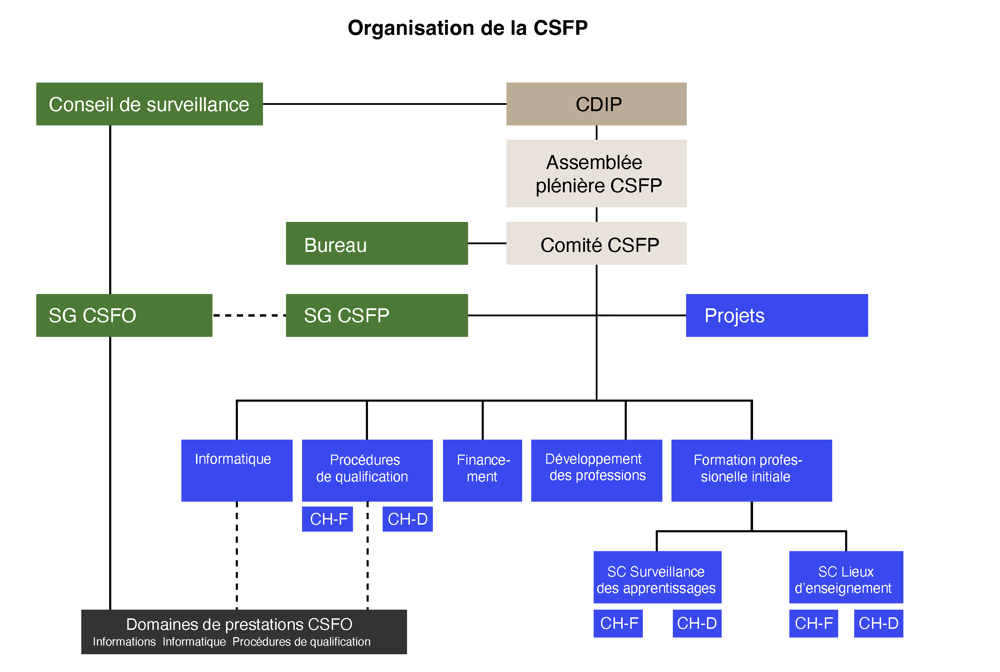 Organisation de la CSFP
Conseil de surveillance
CDIP
Assemblée
plénière CSFP
Bureau
Comité CSFP
SG CSFO
SG CSFP
Projets
Informatique
Procédures
de qualification
Finance-
ment
Développement
des professions
Formation profes-
sionelle initiale
CH-F
CH-D
SC Surveillance
des apprentissages
SC Lieux
d’enseignement
CH-F
CH-D
CH-F
CH-D
Domaines de prestations CSFO
Informations Informatique Procédures de qualification